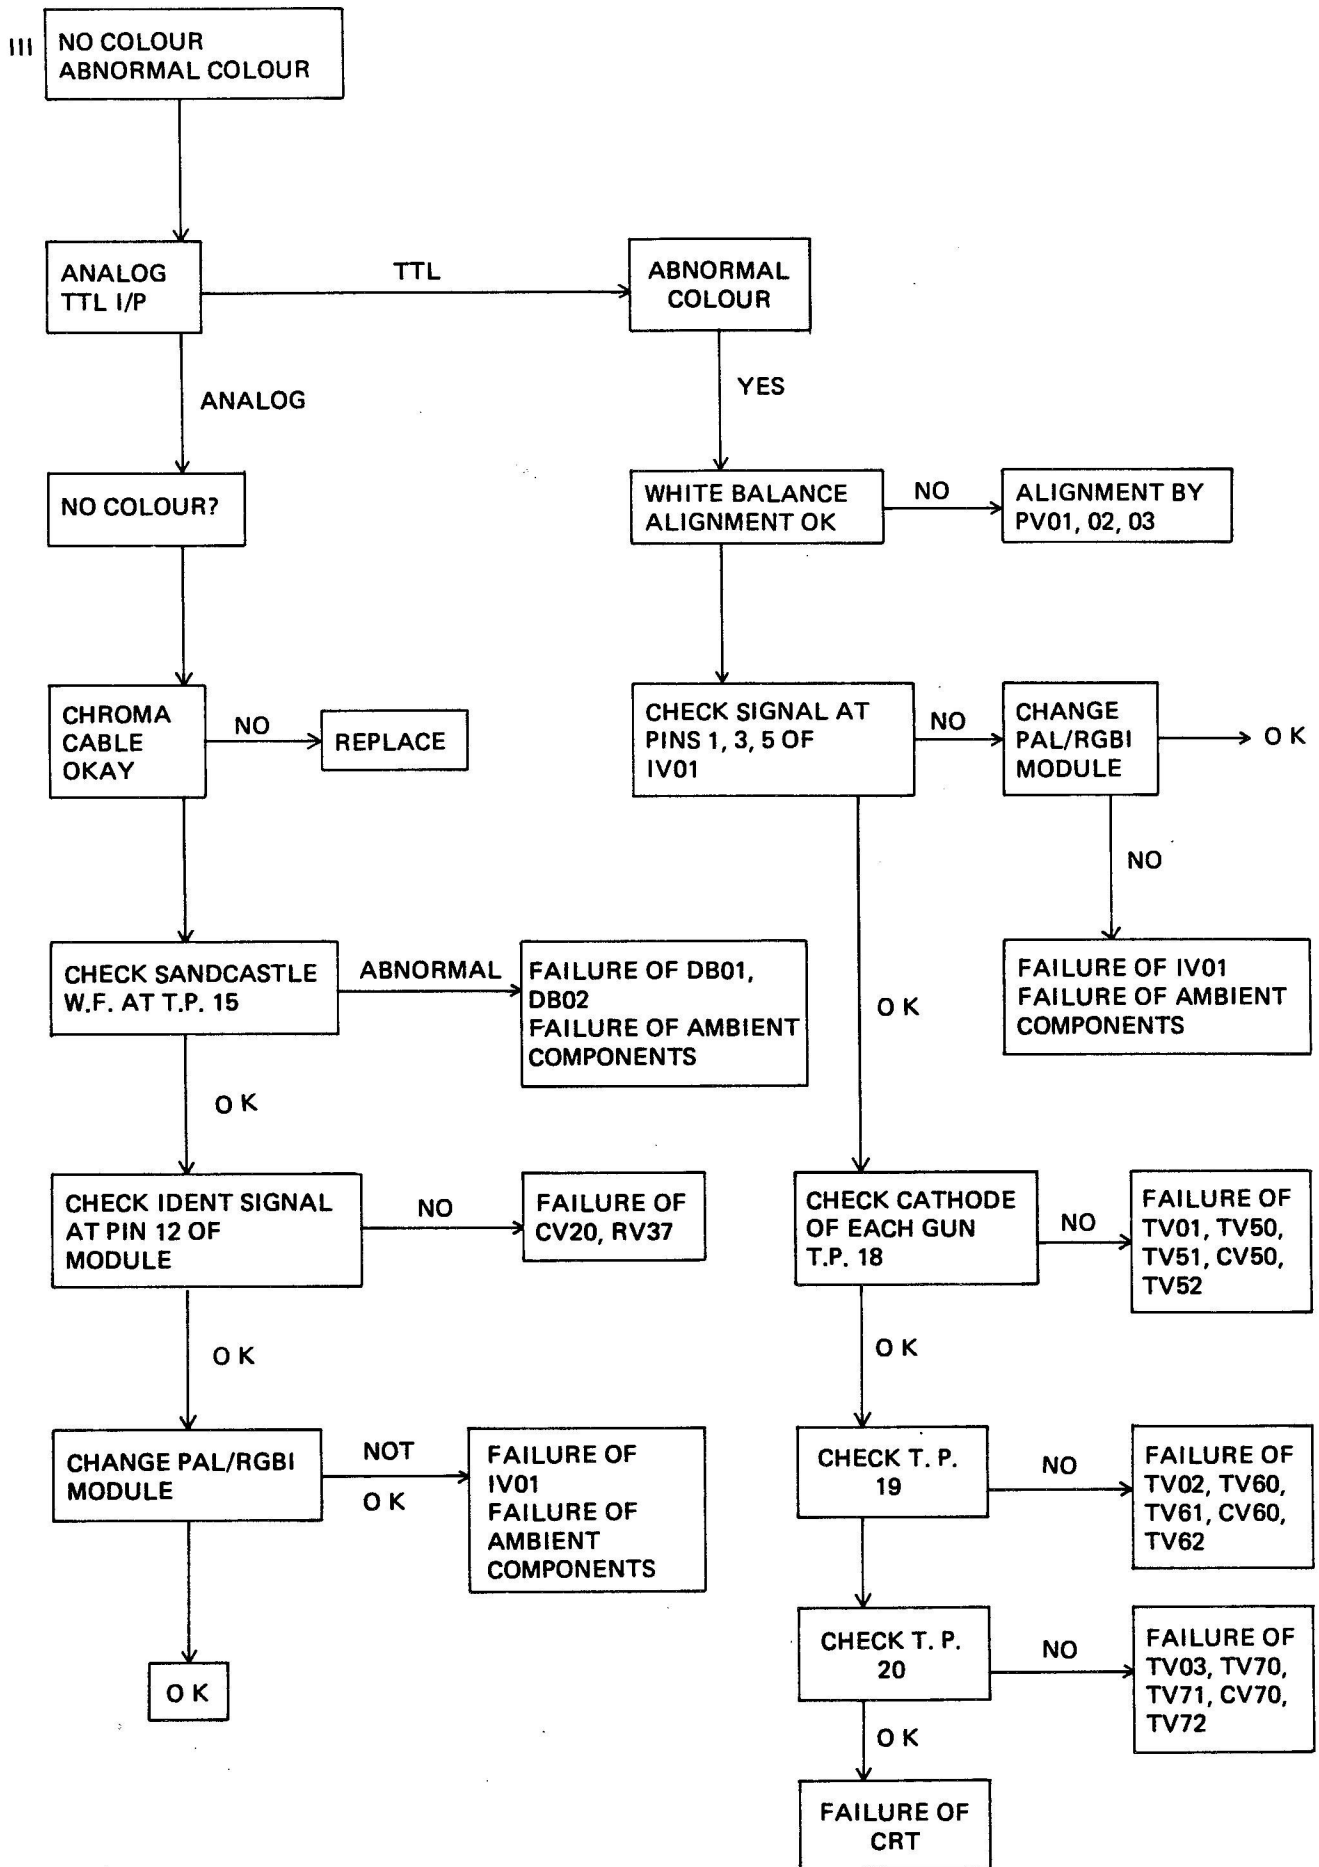 III
NO COLOUR
ABNORMAL COLOUR
ANALOG
TTL I/P
TTL
ABNORMAL
COLOUR
ANALOG
YES
NO COLOUR?
WHITE BALANCE
ALIGNMENT OK
NO
ALIGNMENT BY
PV01, 02, 03
CHROMA
CABLE
OKAY
NO
REPLACE
CHECK SIGNAL AT
PINS 1, 3, 5 OF
IV01
NO
CHANGE
PAL/RGBI
MODULE
O K
NO
O K
FAILURE OF IV01
FAILURE OF AMBIENT
COMPONENTS
CHECK SANDCASTLE
W.F. AT T.P. 15
ABNORMAL
FAILURE OF DB01,
DB02
FAILURE OF AMBIENT
COMPONENTS
O K
CHECK IDENT SIGNAL
AT PIN 12 OF
MODULE
NO
FAILURE OF
CV20, RV37
CHECK CATHODE
OF EACH GUN
T.P. 18
NO
FAILURE OF
TV01, TV50,
TV51, CV50,
TV52
O K
O K
CHANGE PAL/RGBI
MODULE
NOT
O K
FAILURE OF
IV01
FAILURE OF
AMBIENT
COMPONENTS
CHECK T. P.
19
NO
FAILURE OF
TV02, TV60,
TV61, CV60,
TV62
O K
CHECK T. P.
20
NO
FAILURE OF
TV03, TV70,
TV71, CV70,
TV72
O K
FAILURE OF
CRT